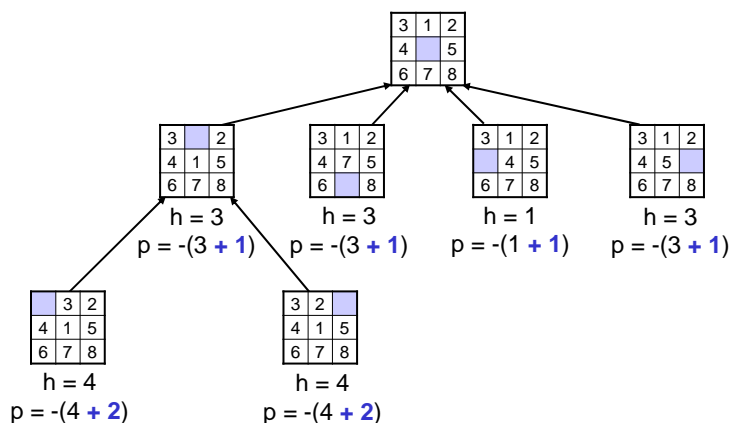 3 1 2
4 5
6 7 8
3 2
4 1 5
6 7 8
h = 3
p = -(3 + 1)
3 1 2
4 7 5
6 8
h = 3
p = -(3 + 1)
3 1 2
4 5
6 7 8
h = 1
p = -(1 + 1)
3 1 2
4 5
6 7 8
h = 3
p = -(3 + 1)
3 2
4 1 5
6 7 8
h = 4
p = -(4 + 2)
3 2
4 1 5
6 7 8
h = 4
p = -(4 + 2)